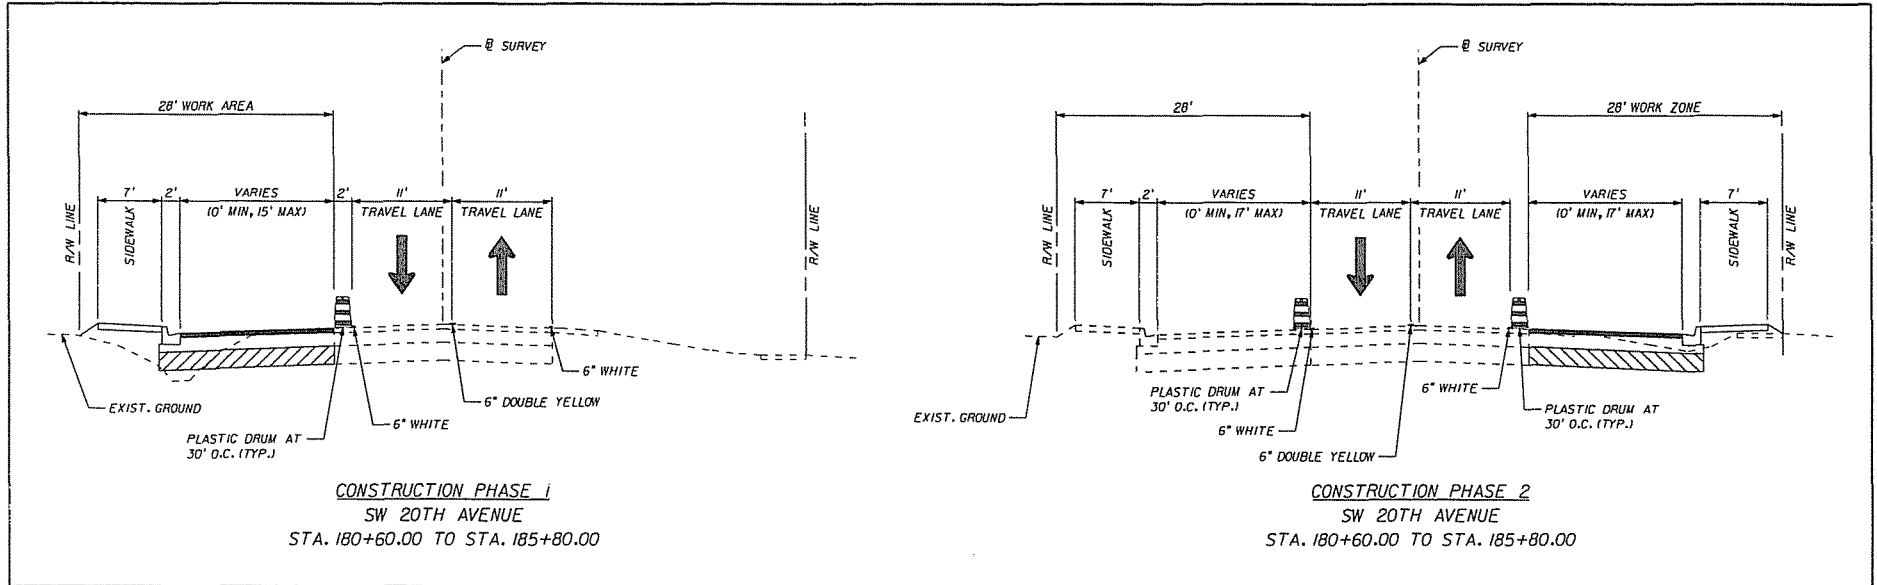 ℄ SURVEY
28' WORK AREA
7'
2'
VARIES
(0' MIN, 15' MAX)
2'
11'
TRAVEL LANE
11'
TRAVEL LANE
R/W LINE
SIDEWALK
R/W LINE
6" WHITE
6" DOUBLE YELLOW
6" WHITE
EXIST. GROUND
PLASTIC DRUM AT
30' O.C. (TYP.)
CONSTRUCTION PHASE 1
SW 20TH AVENUE
STA. 180+60.00 TO STA. 185+80.00
℄ SURVEY
28'
28' WORK ZONE
7'
2'
VARIES
(0' MIN, 17' MAX)
11'
TRAVEL LANE
11'
TRAVEL LANE
VARIES
(0' MIN, 17' MAX)
7'
R/W LINE
SIDEWALK
SIDEWALK
R/W LINE
EXIST. GROUND
PLASTIC DRUM AT
30' O.C. (TYP.)
6" WHITE
6" DOUBLE YELLOW
6" WHITE
PLASTIC DRUM AT
30' O.C. (TYP.)
CONSTRUCTION PHASE 2
SW 20TH AVENUE
STA. 180+60.00 TO STA. 185+80.00